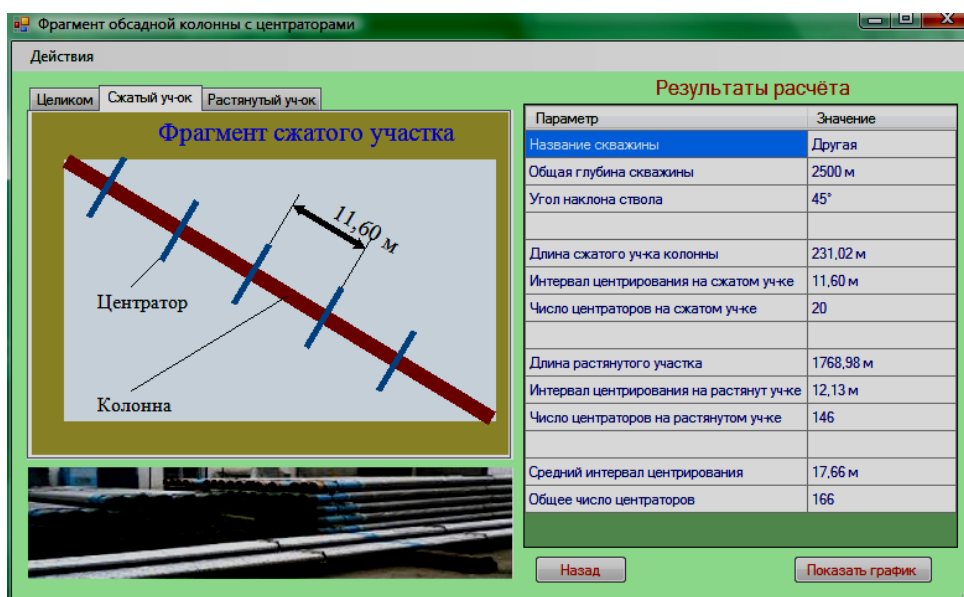 Фрагмент обсадной колонны с центраторами
Действия
Целиком Сжатый уч-ок Растянутый уч-ок
Фрагмент сжатого участка
11,60 м
Центратор
Колонна
Результаты расчёта
Параметр Значение
Название скважины Другая
Общая глубина скважины 2500 м
Угол наклона ствола 45°
Длина сжатого уч-ка колонны 231,02 м
Интервал центрирования на сжатом уч-ке 11,60 м
Число центраторов на сжатом уч-ке 20
Длина растянутого участка 1768,98 м
Интервал центрирования на растянут уч-ке 12,13 м
Число центраторов на растянутом уч-ке 146
Средний интервал центрирования 17,66 м
Общее число центраторов 166
Назад Показать график